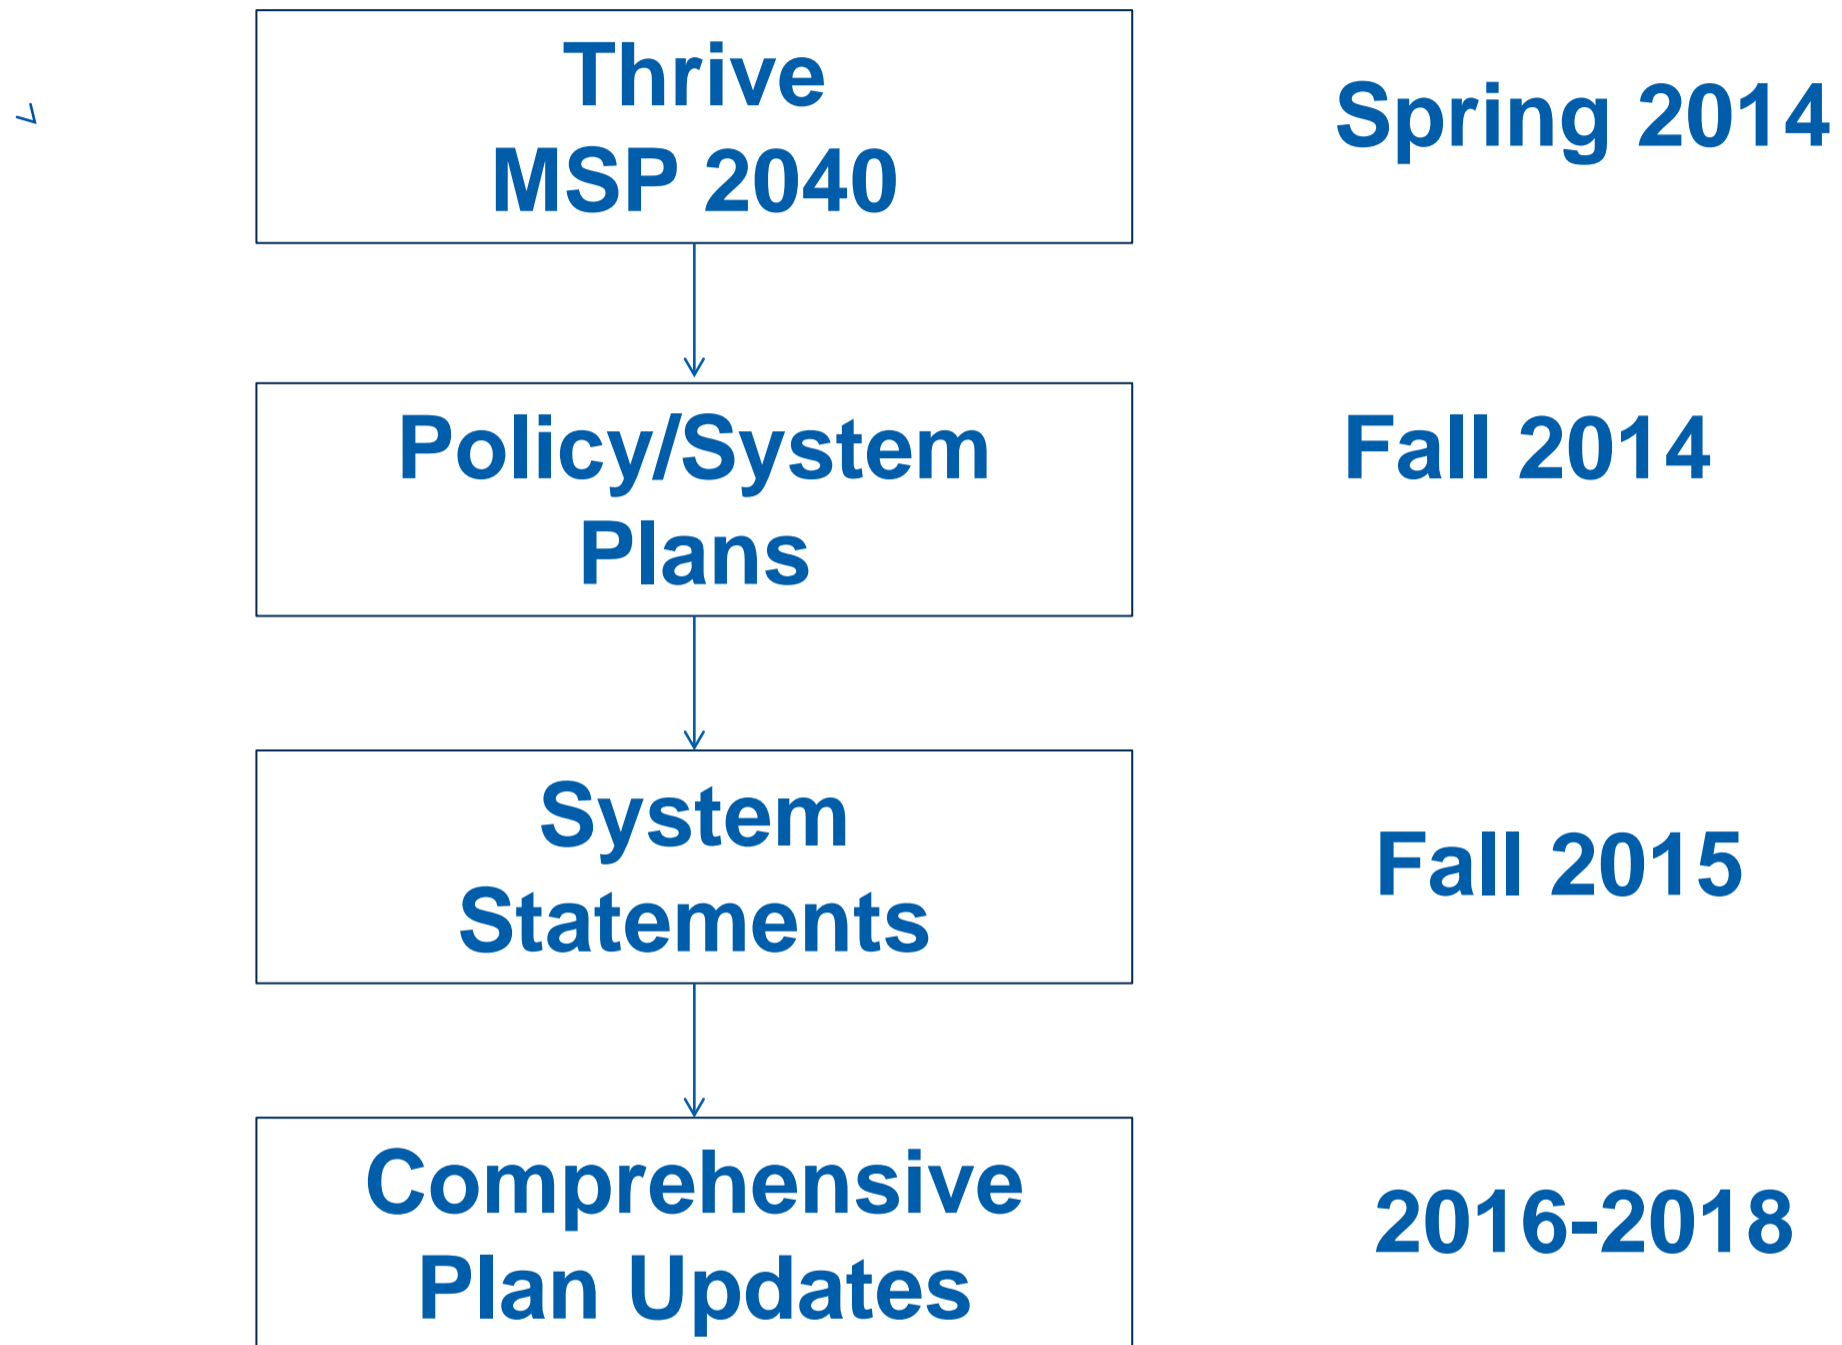 Thrive
MSP 2040
Spring 2014
Policy/System
Plans
Fall 2014
System
Statements
Fall 2015
Comprehensive
Plan Updates
2016-2018